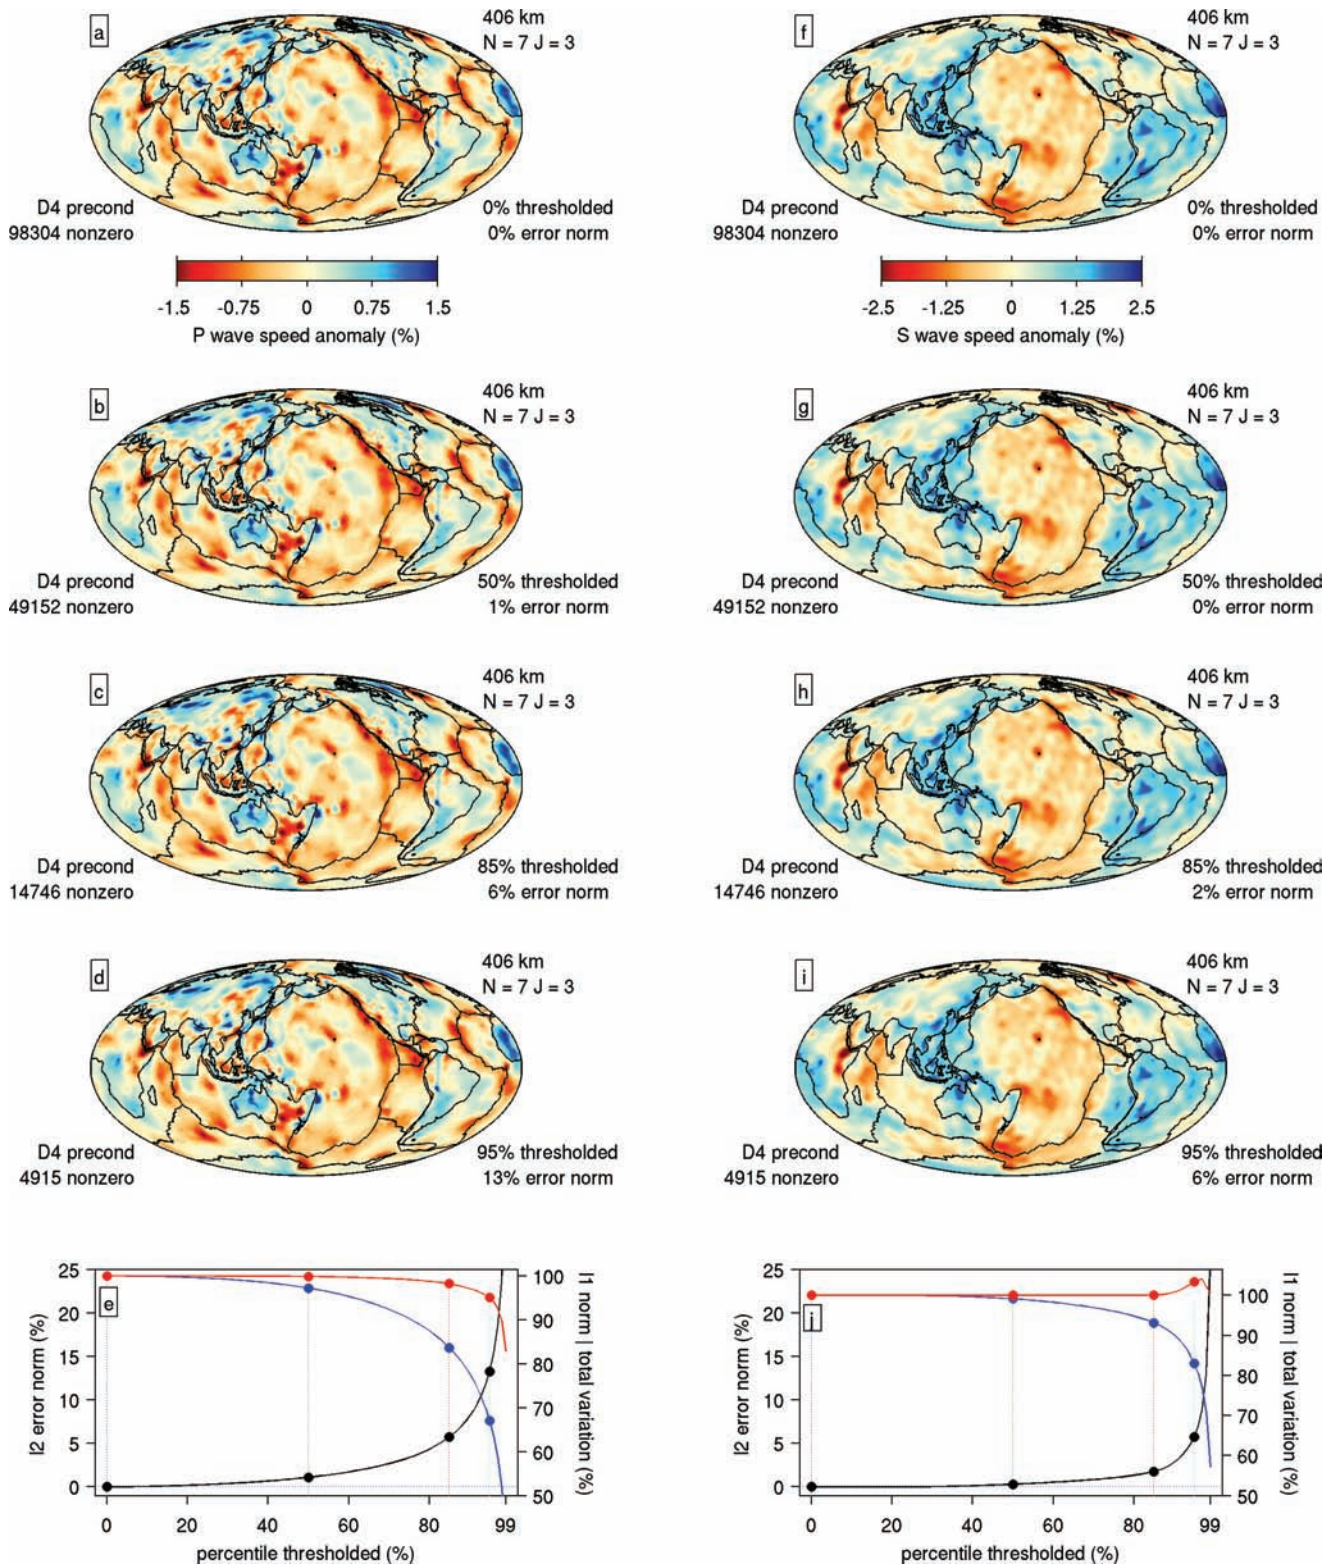 a
406 km
N = 7 J = 3
D4 precond
98304 nonzero
0% thresholded
0% error norm
-1.5 -0.75 0 0.75 1.5
P wave speed anomaly (%)
f
406 km
N = 7 J = 3
D4 precond
98304 nonzero
0% thresholded
0% error norm
-2.5 -1.25 0 1.25 2.5
S wave speed anomaly (%)
b
406 km
N = 7 J = 3
D4 precond
49152 nonzero
50% thresholded
1% error norm
g
406 km
N = 7 J = 3
D4 precond
49152 nonzero
50% thresholded
0% error norm
c
406 km
N = 7 J = 3
D4 precond
14746 nonzero
85% thresholded
6% error norm
h
406 km
N = 7 J = 3
D4 precond
14746 nonzero
85% thresholded
2% error norm
d
406 km
N = 7 J = 3
D4 precond
4915 nonzero
95% thresholded
13% error norm
i
406 km
N = 7 J = 3
D4 precond
4915 nonzero
95% thresholded
6% error norm
e
l2 error norm (%)
25
20
15
10
5
0
0 20 40 60 80 99
percentile thresholded (%)
100
90
80
70
60
50
l1 norm | total variation (%)
j
l2 error norm (%)
25
20
15
10
5
0
0 20 40 60 80 99
percentile thresholded (%)
100
90
80
70
60
50
l1 norm | total variation (%)